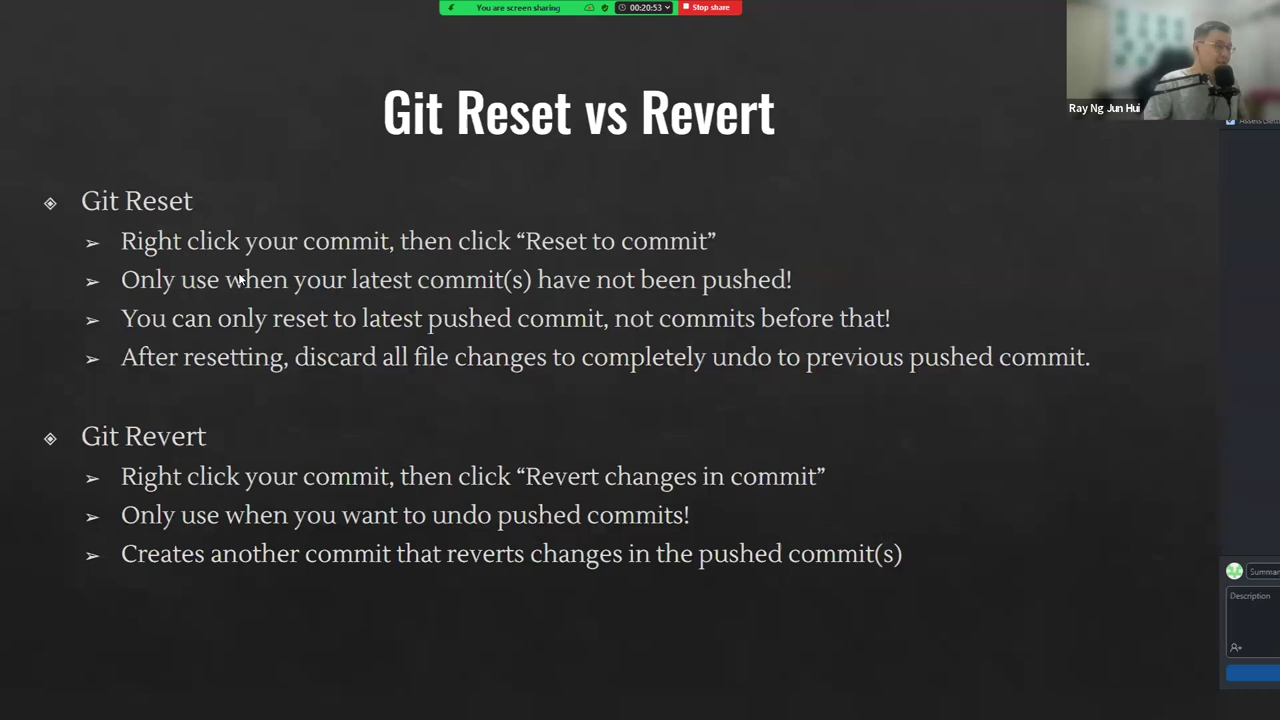 You are screen sharing
00:20:53
Stop share
Ray Ng Jun Hui
Git Reset vs Revert
Git Reset
Right click your commit, then click “Reset to commit”
Only use when your latest commit(s) have not been pushed!
You can only reset to latest pushed commit, not commits before that!
After resetting, discard all file changes to completely undo to previous pushed commit.
Git Revert
Right click your commit, then click “Revert changes in commit”
Only use when you want to undo pushed commits!
Creates another commit that reverts changes in the pushed commit(s)
Summar
Description